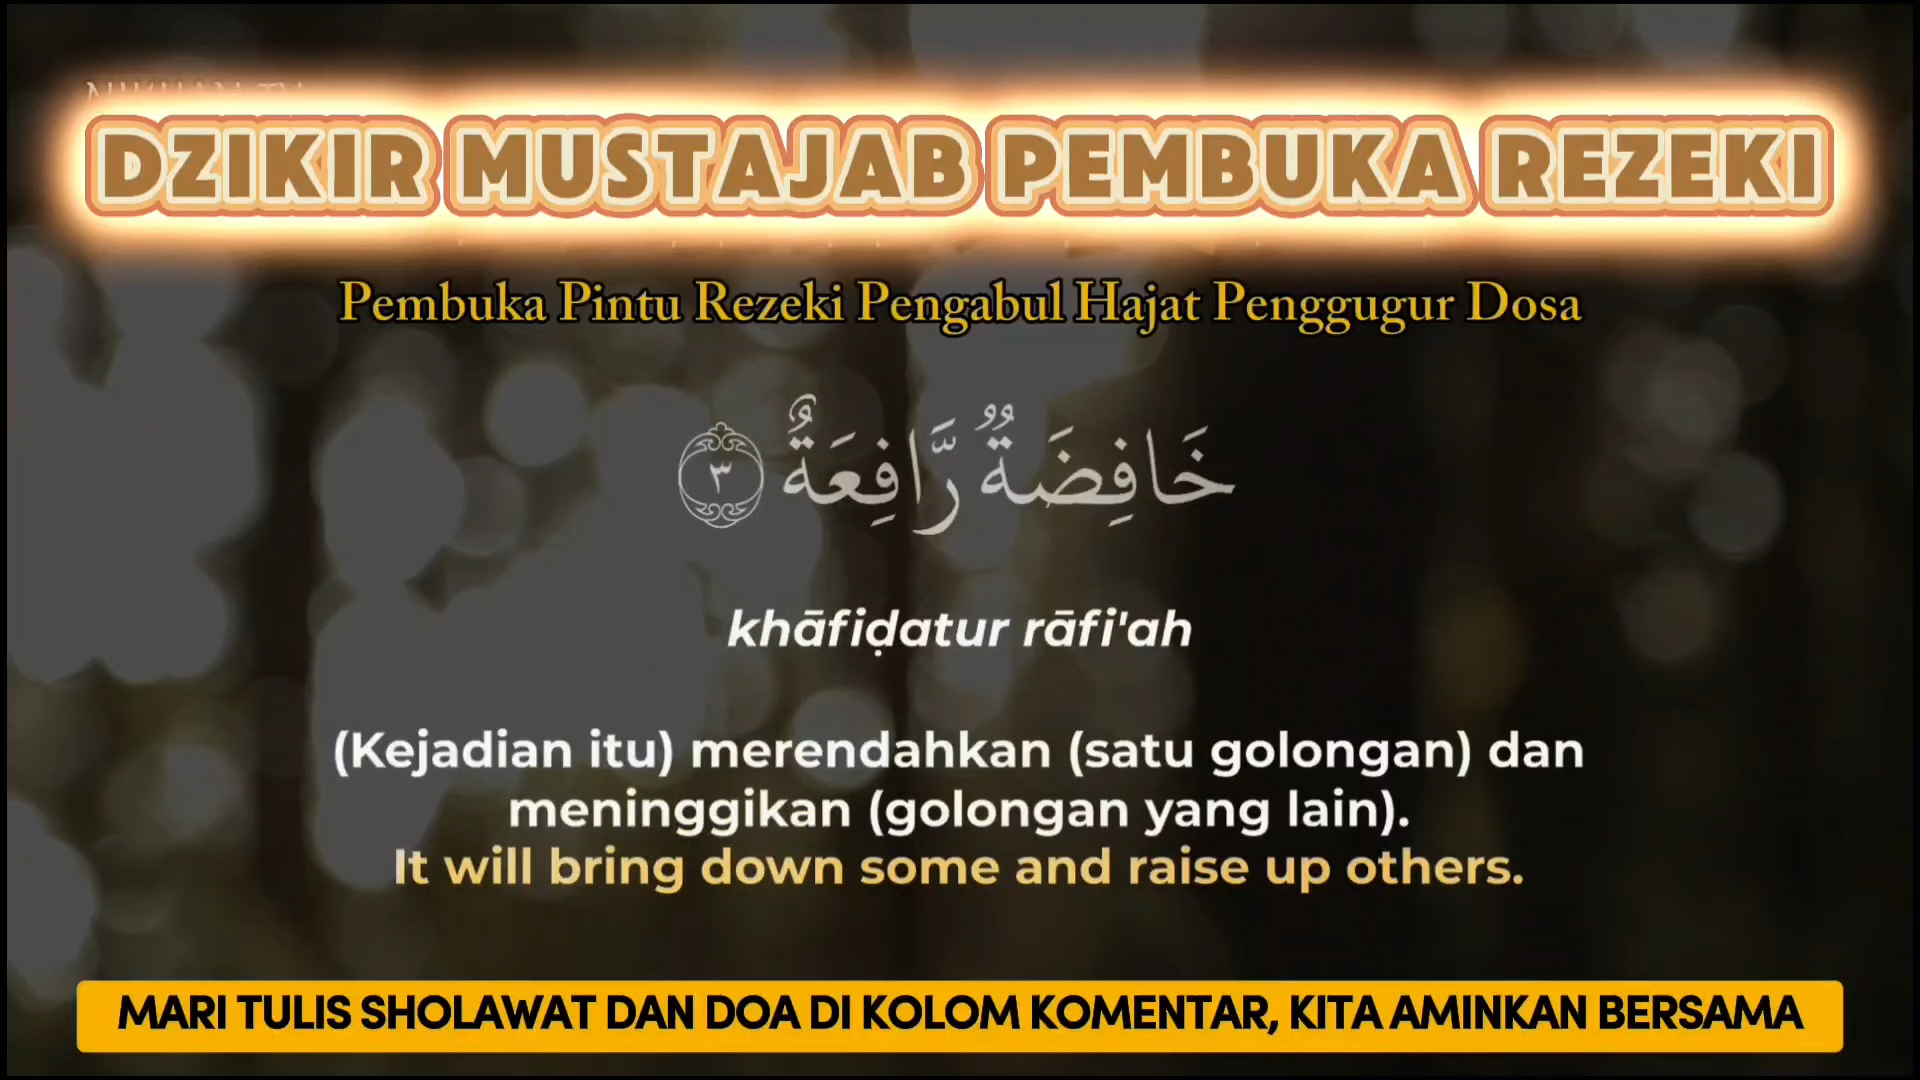 DZIKIR MUSTAJAB PEMBUKA REZEKI
Pembuka Pintu Rezeki Pengabul Hajat Penggugur Dosa
خَافِضَةٌ رَّافِعَةٌ ۝٣
khāfiḍatur rāfi'ah
(Kejadian itu) merendahkan (satu golongan) dan
meninggikan (golongan yang lain).
It will bring down some and raise up others.
MARI TULIS SHOLAWAT DAN DOA DI KOLOM KOMENTAR, KITA AMINKAN BERSAMA